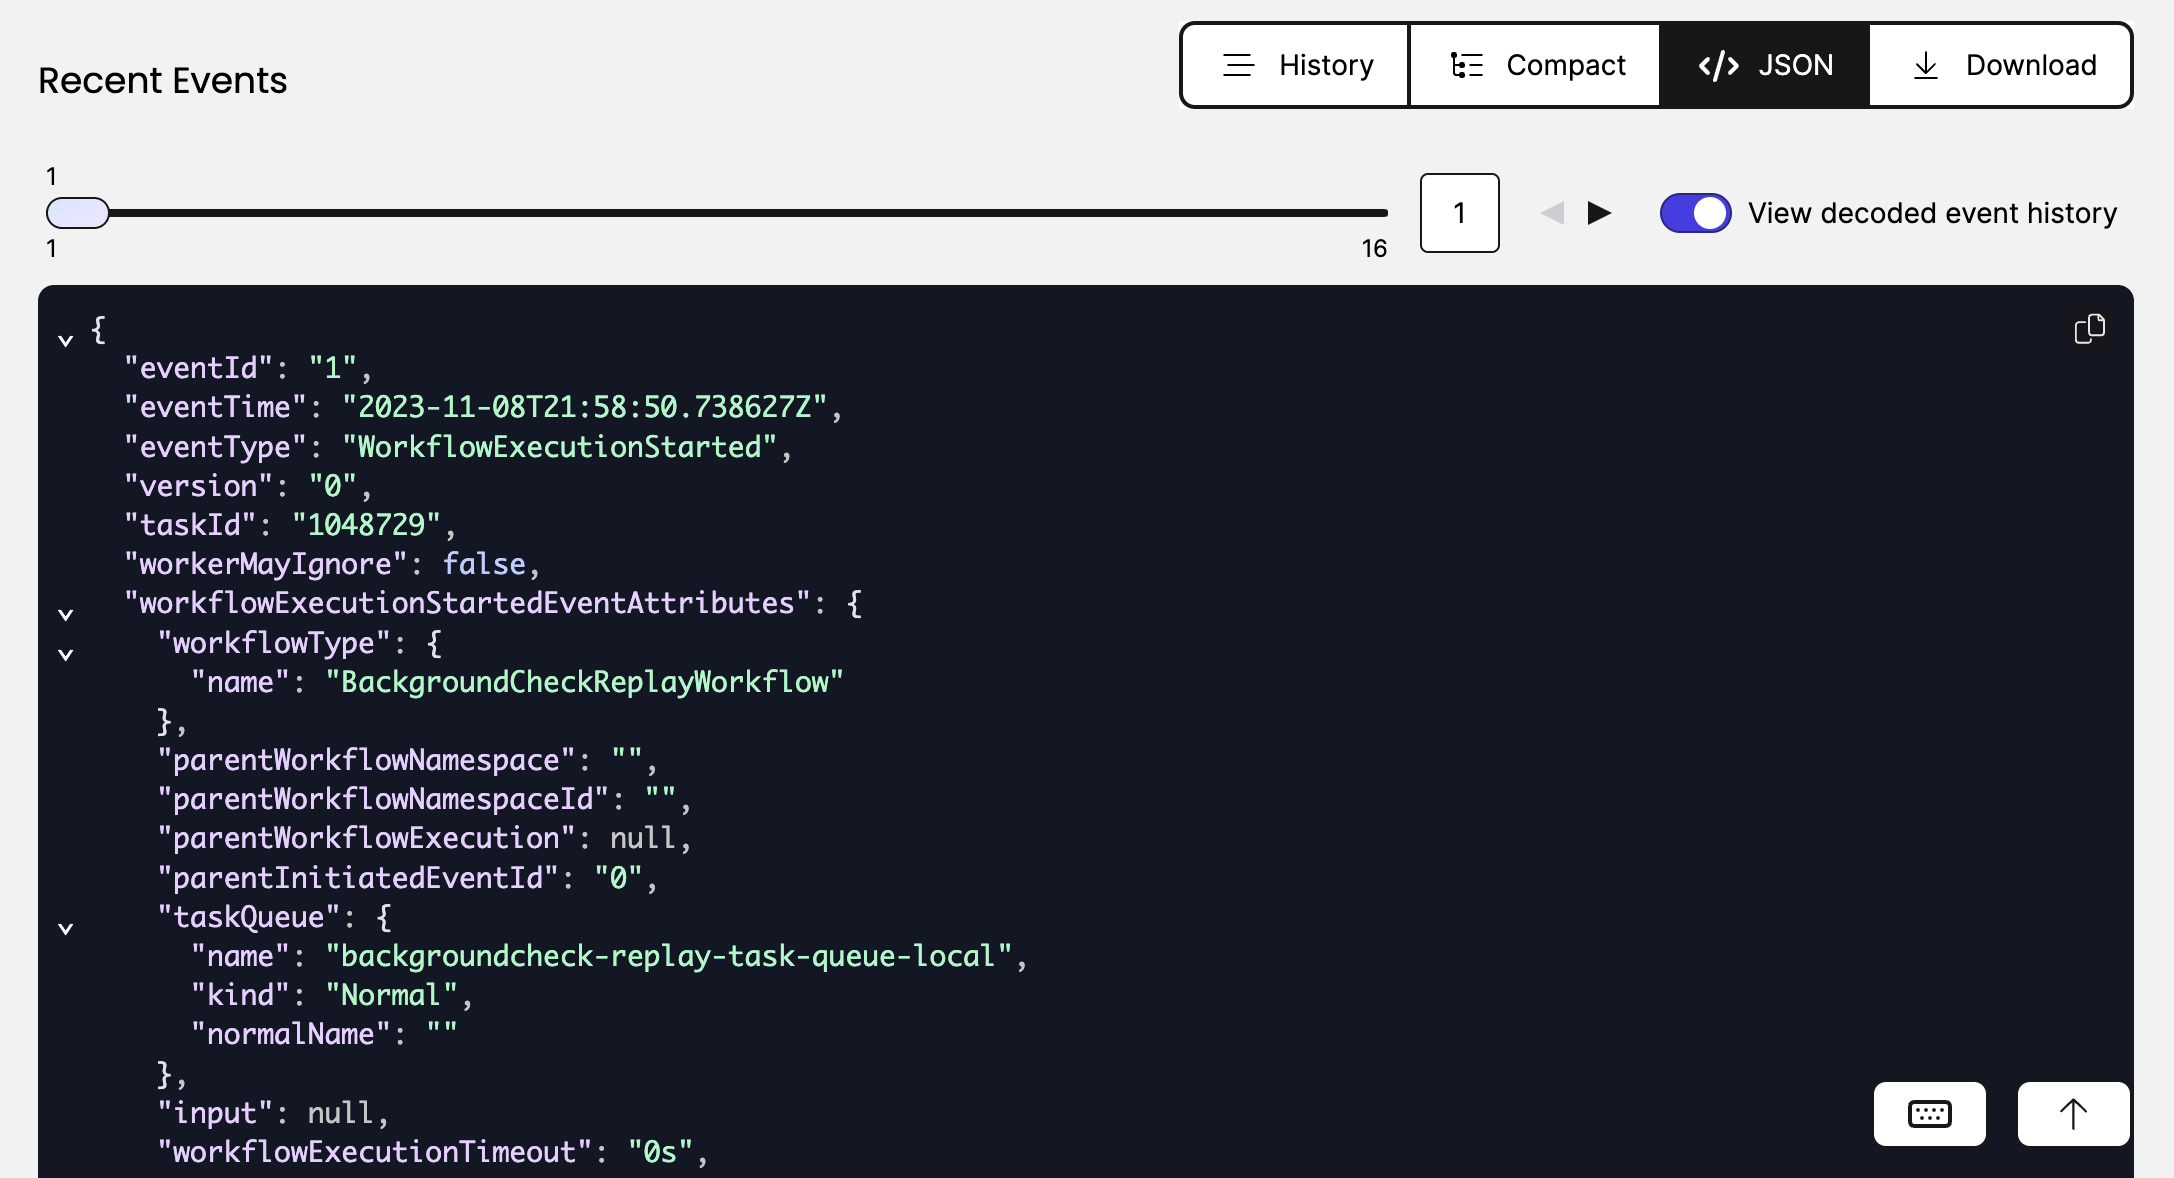 Recent Events
History
Compact
</> JSON
Download
1
1
16
1
View decoded event history
{
"eventId": "1",
"eventTime": "2023-11-08T21:58:50.738627Z",
"eventType": "WorkflowExecutionStarted",
"version": "0",
"taskId": "1048729",
"workerMayIgnore": false,
"workflowExecutionStartedEventAttributes": {
"workflowType": {
"name": "BackgroundCheckReplayWorkflow"
},
"parentWorkflowNamespace": "",
"parentWorkflowNamespaceId": "",
"parentWorkflowExecution": null,
"parentInitiatedEventId": "0",
"taskQueue": {
"name": "backgroundcheck-replay-task-queue-local",
"kind": "Normal",
"normalName": ""
},
"input": null,
"workflowExecutionTimeout": "0s",